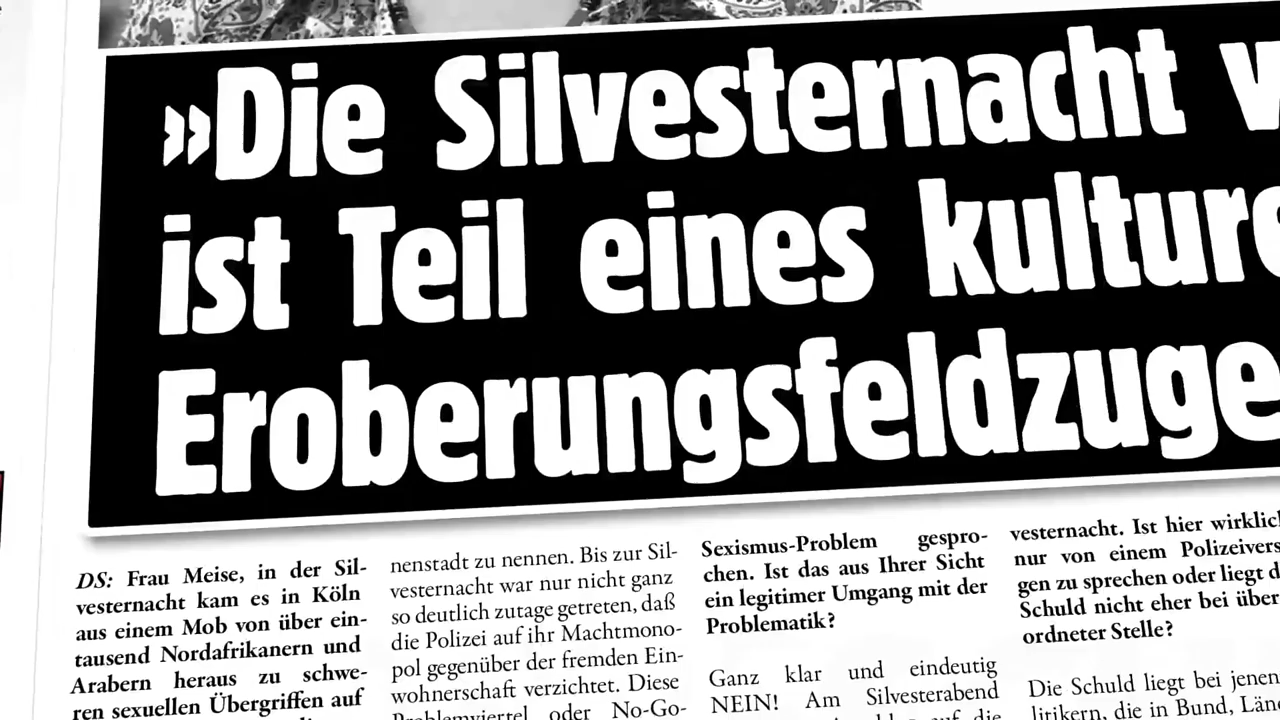 »Die Silvesternacht
ist Teil eines
Eroberungsfeldzuge
DS: Frau Meise, in der Sil-
vesternacht kam es in Köln
aus einem Mob von über ein-
tausend Nordafrikanern und
Arabern heraus zu schwe-
ren sexuellen Übergriffen auf
nenstadt zu nennen. Bis zur Sil-
vesternacht war nur nicht ganz
so deutlich zutage getreten, daß
die Polizei auf ihr Machtmono-
pol gegenüber der fremden Ein-
wohnerschaft verzichtet. Diese
Problemviertel oder No-Go-
Sexismus-Problem gespro-
chen. Ist das aus Ihrer Sicht
ein legitimer Umgang mit der
Problematik?
Ganz klar und eindeutig
NEIN! Am Silvesterabend
auf die
vesternacht. Ist hier wirklich
nur von einem Polizeivers
gen zu sprechen oder liegt d
Schuld nicht eher bei über
ordneter Stelle?
Die Schuld liegt bei jenen
litikern, die in Bund, Län